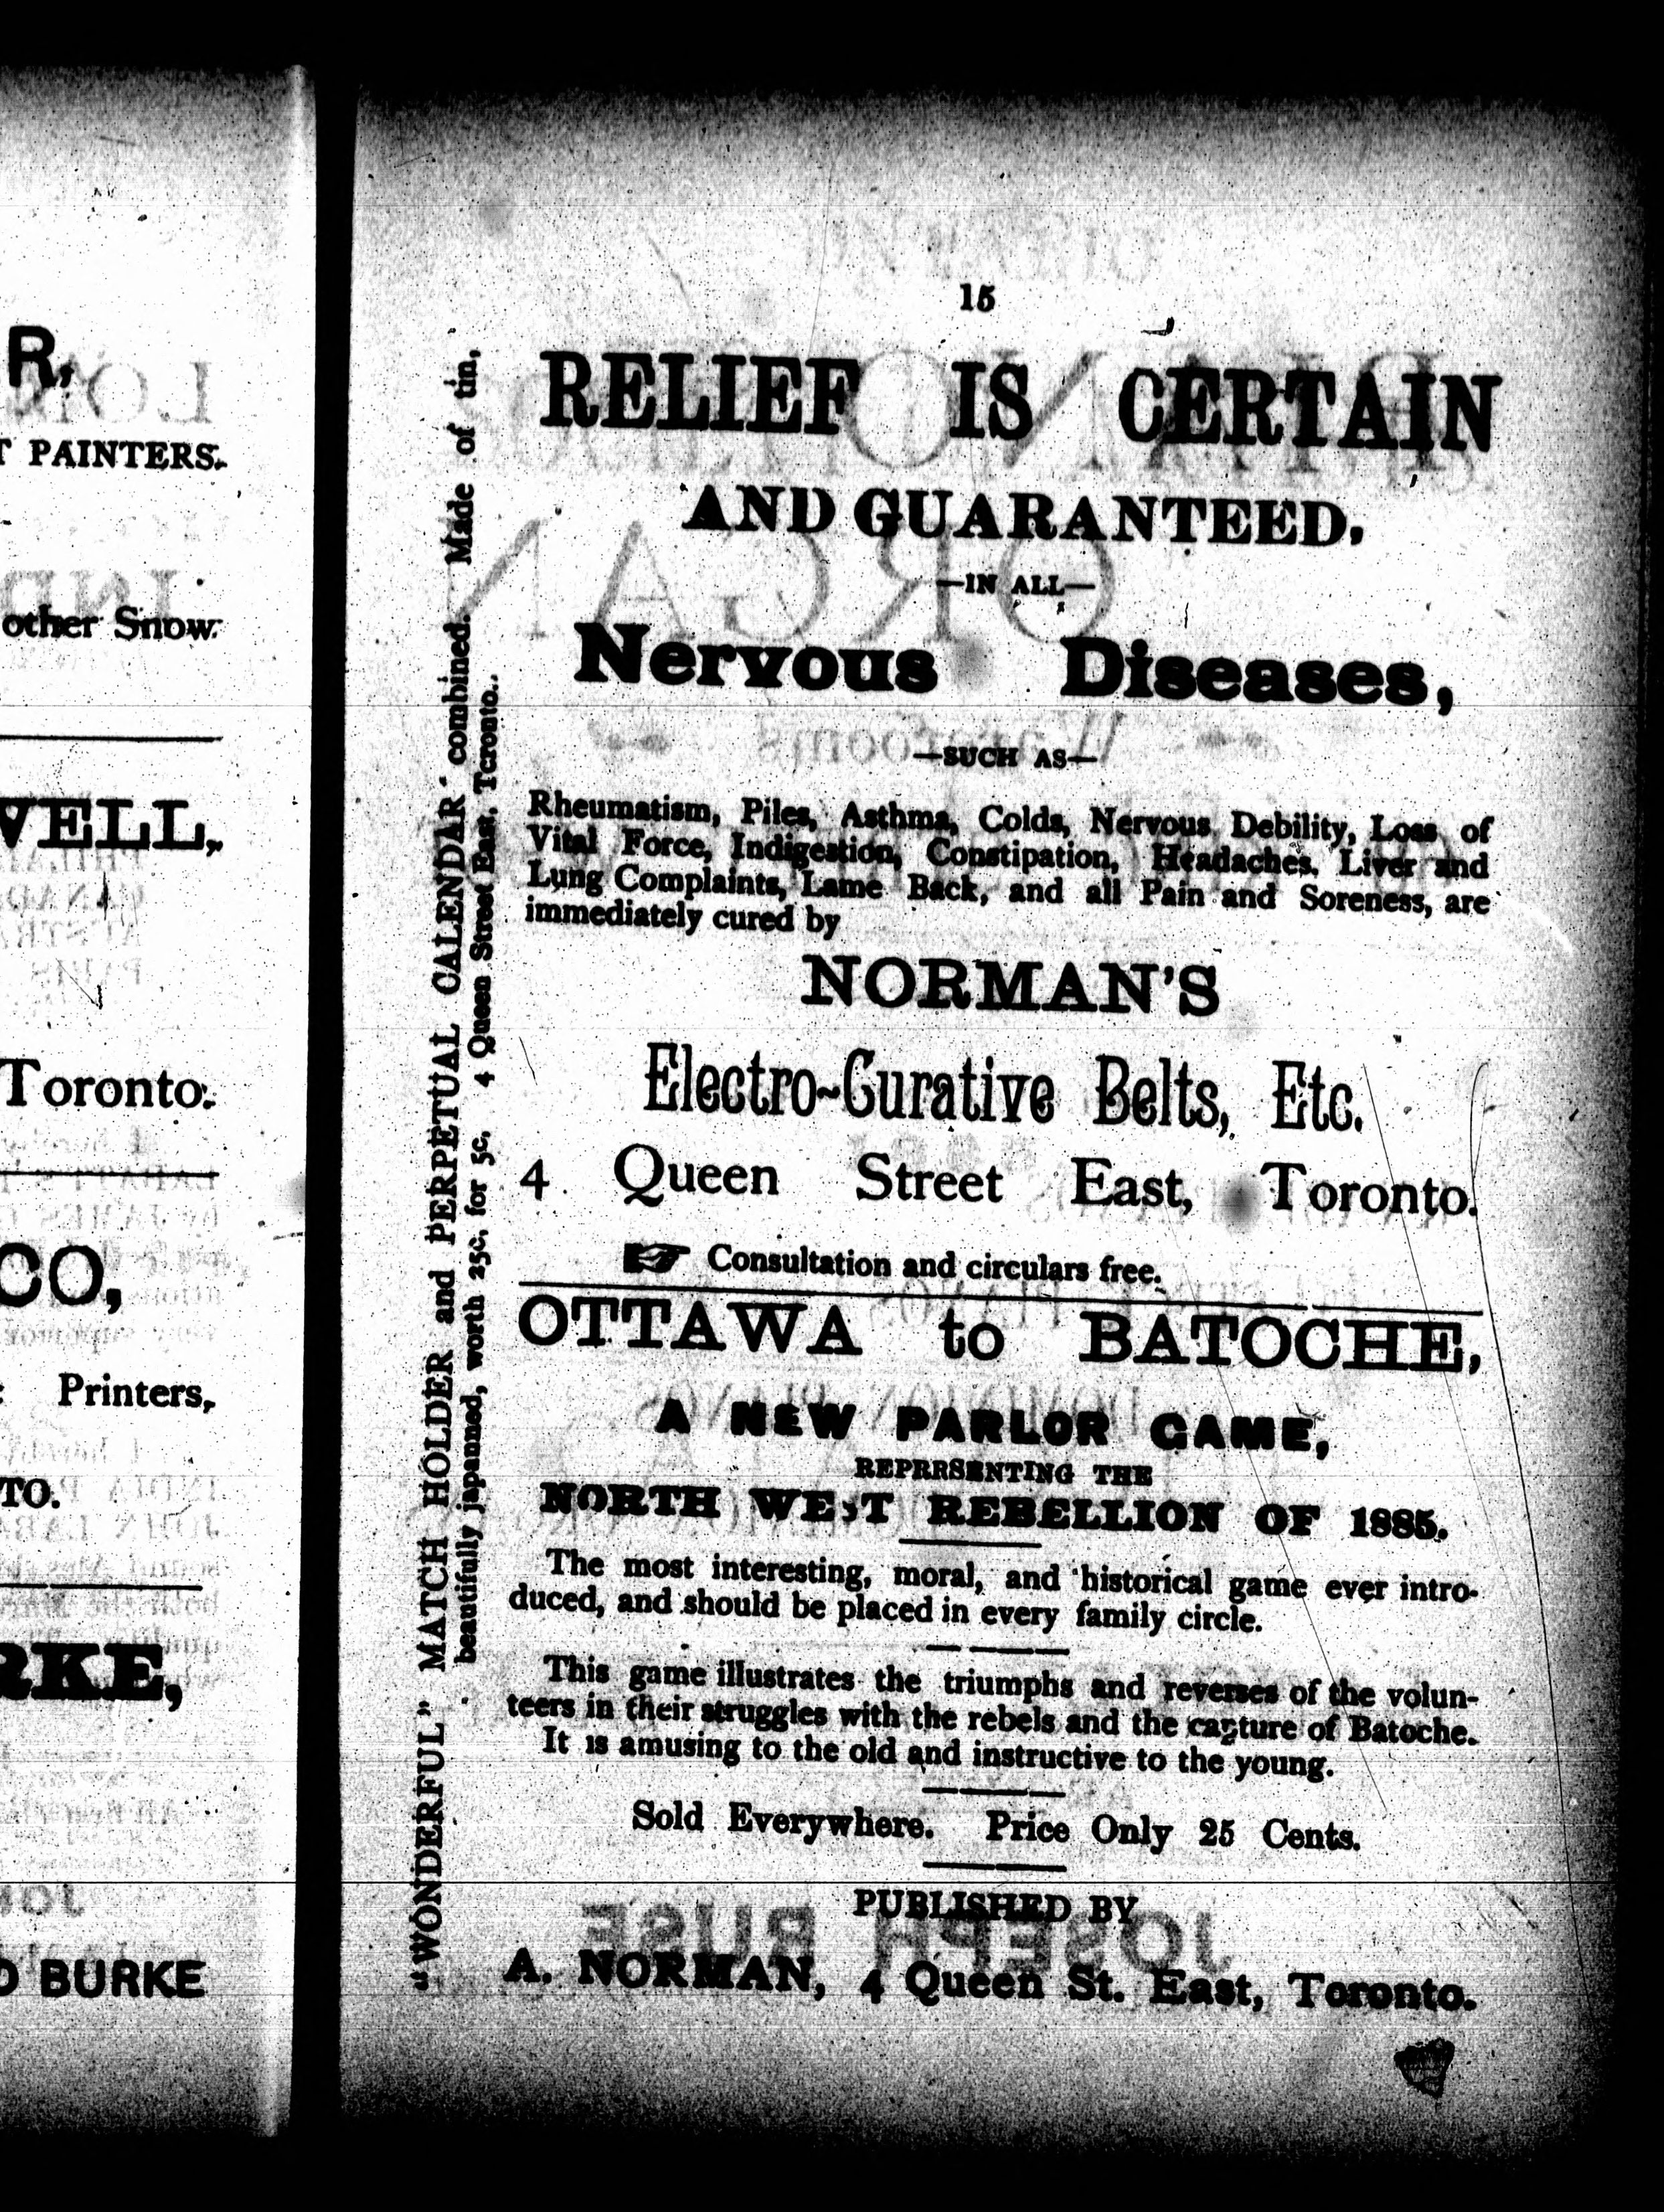 R,
T PAINTERS.
other Snow
VELL,
Toronto.
CO,
Printers,
TO.
RKE,
D BURKE
15
RELIEF IS CERTAIN
AND GUARANTEED,
—IN ALL—
Nervous Diseases,
—SUCH AS—
Rheumatism, Piles, Asthma, Colds, Nervous Debility, Loss of
Vital Force, Indigestion, Constipation, Headaches, Liver and
Lung Complaints, Lame Back, and all Pain and Soreness, are
immediately cured by
NORMAN'S
Electro-Curative Belts, Etc.
4 Queen Street East, Toronto.
☞ Consultation and circulars free.
OTTAWA to BATOCHE,
A NEW PARLOR GAME,
REPRRSENTING THE
NORTH WEST REBELLION OF 1885.
The most interesting, moral, and historical game ever intro-
duced, and should be placed in every family circle.
This game illustrates the triumphs and reverses of the volun-
teers in their struggles with the rebels and the capture of Batoche.
It is amusing to the old and instructive to the young.
Sold Everywhere. Price Only 25 Cents.
PUBLISHED BY
A. NORMAN, 4 Queen St. East, Toronto.
"WONDERFUL" MATCH HOLDER and PERPETUAL CALENDAR combined. Made of tin,
beautifully japanned, worth 25c, for 5c. 4 Queen Street East, Toronto.